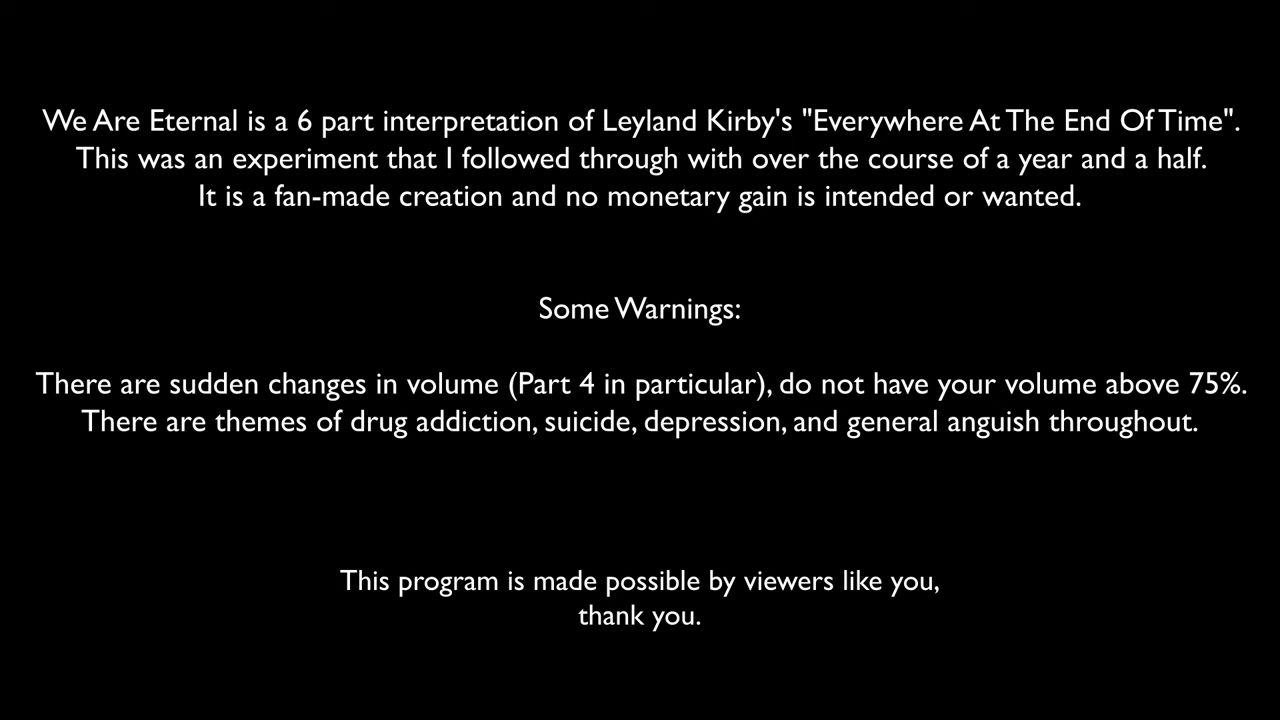 We Are Eternal is a 6 part interpretation of Leyland Kirby's "Everywhere At The End Of Time".
This was an experiment that I followed through with over the course of a year and a half.
It is a fan-made creation and no monetary gain is intended or wanted.
Some Warnings:
There are sudden changes in volume (Part 4 in particular), do not have your volume above 75%.
There are themes of drug addiction, suicide, depression, and general anguish throughout.
This program is made possible by viewers like you,
thank you.